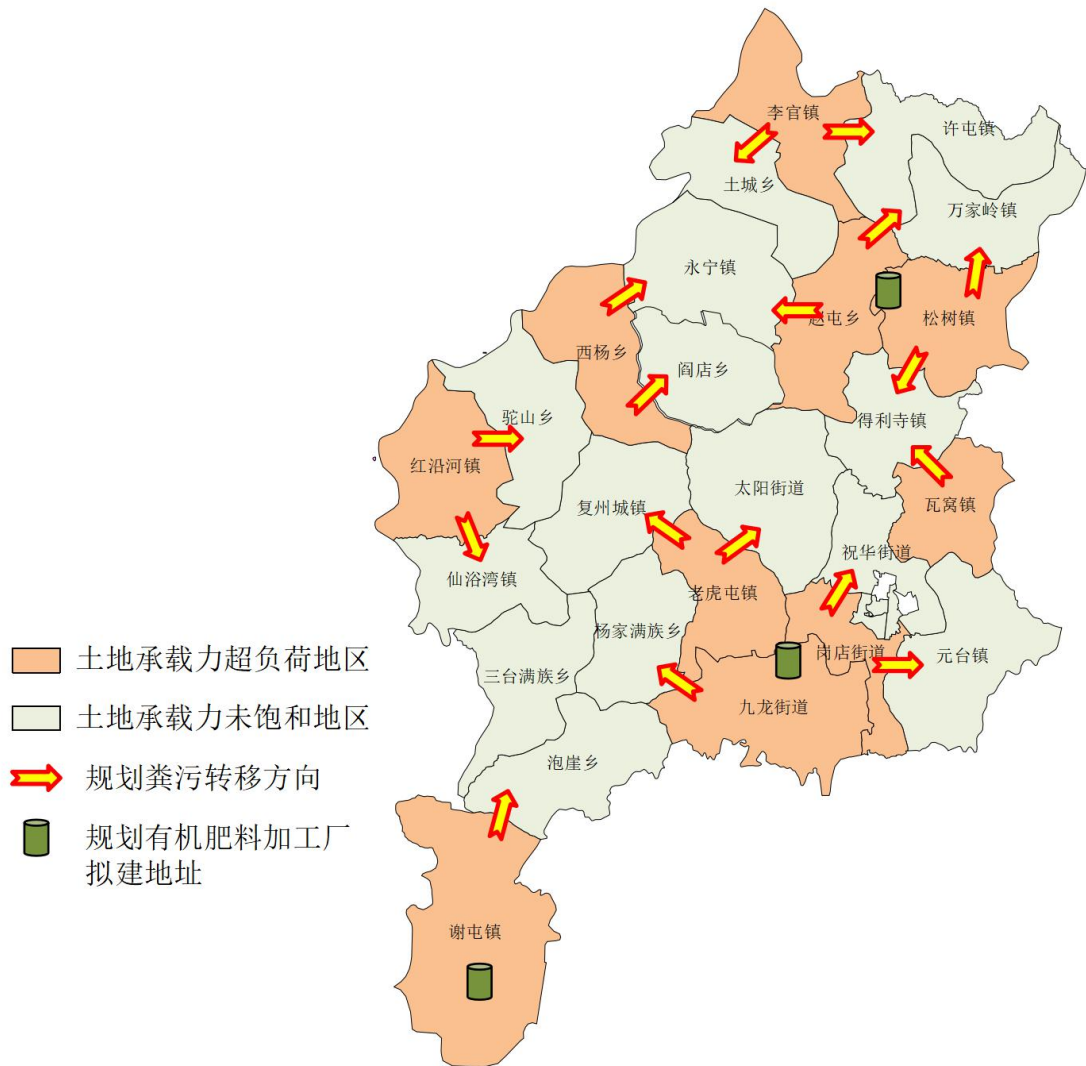 李官镇
许屯镇
土城乡
万家岭镇
永宁镇
赵屯乡
松树镇
西杨乡
阎店乡
驼山乡
得利寺镇
红沿河镇
太阳街道
瓦窝镇
复州城镇
祝华街道
仙浴湾镇
老虎屯镇
杨家满族乡
岗店街道
元台镇
三台满族乡
九龙街道
泡崖乡
谢屯镇
土地承载力超负荷地区
土地承载力未饱和地区
规划粪污转移方向
规划有机肥料加工厂
拟建地址